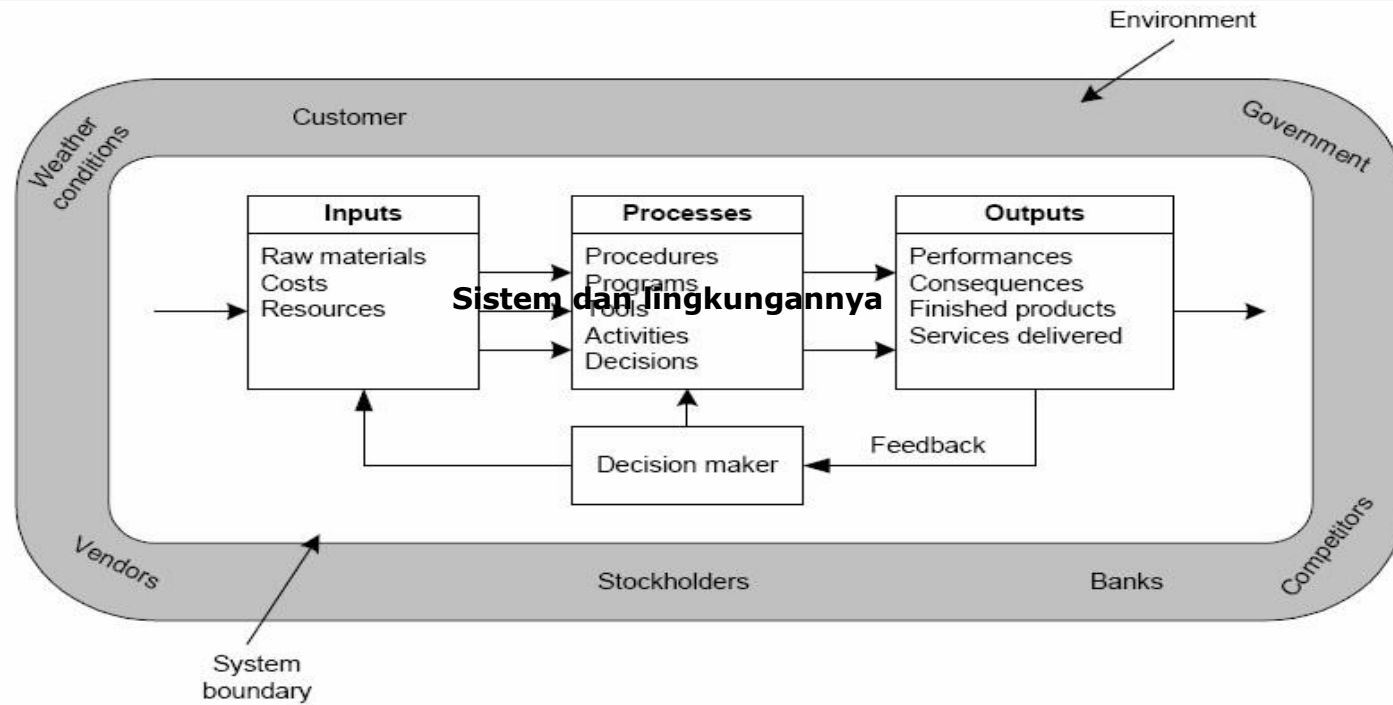 Environment
Customer
Government
Weather
conditions
Inputs
Raw materials
Costs
Resources
Processes
Procedures
Programs
Tools
Activities
Decisions
Outputs
Performances
Consequences
Finished products
Services delivered
Sistem dan lingkungannya
Decision maker
Feedback
Vendors
Stockholders
Banks
Competitors
System
boundary